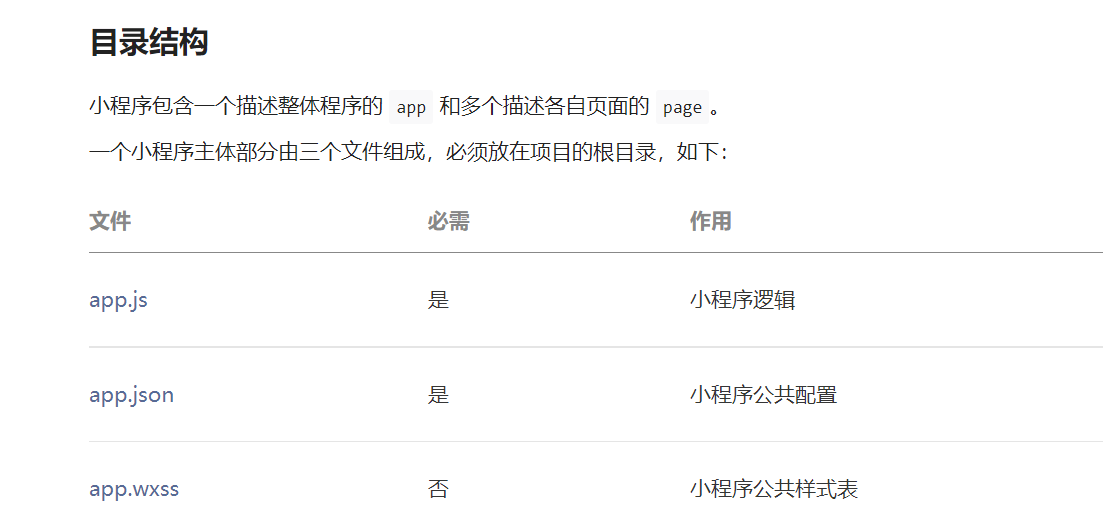 目录结构
小程序包含一个描述整体程序的 app 和多个描述各自页面的 page。
一个小程序主体部分由三个文件组成，必须放在项目的根目录，如下：
文件 必需 作用
app.js 是 小程序逻辑
app.json 是 小程序公共配置
app.wxss 否 小程序公共样式表